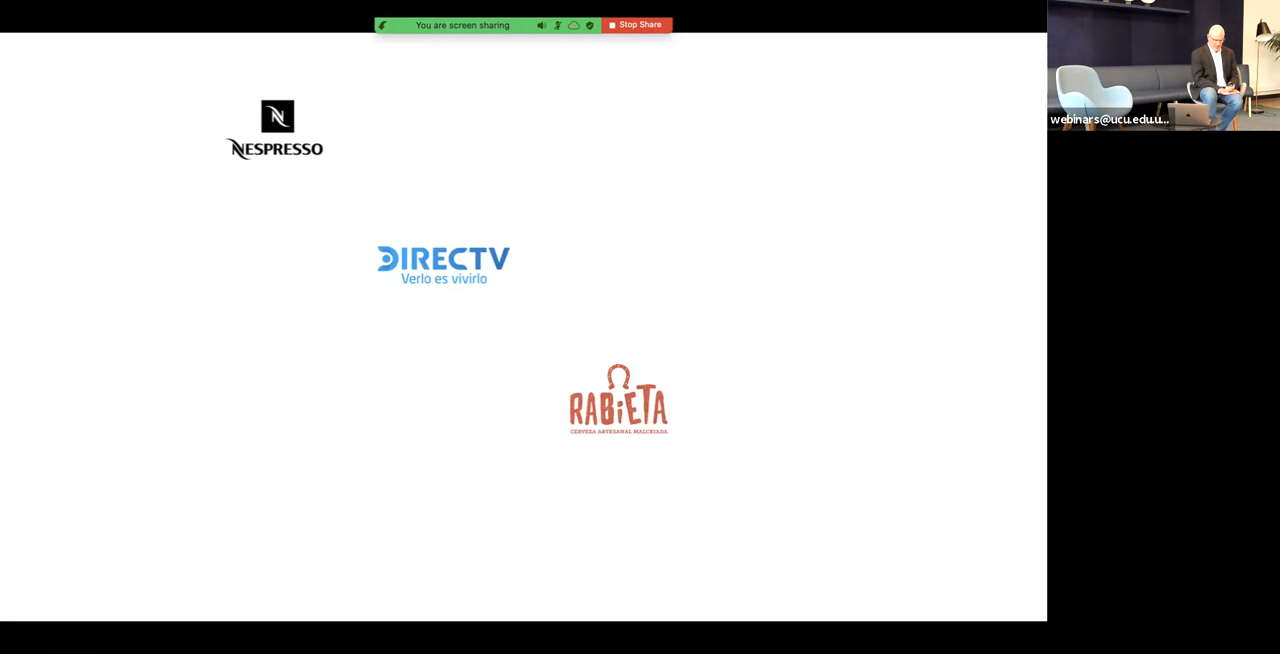 You are screen sharing
Stop Share
webinars@ucu.edu.u...
N
NESPRESSO
DIRECTV
Verlo es vivirlo
RABiETA
CERVEZA ARTESANAL MALCRIADA